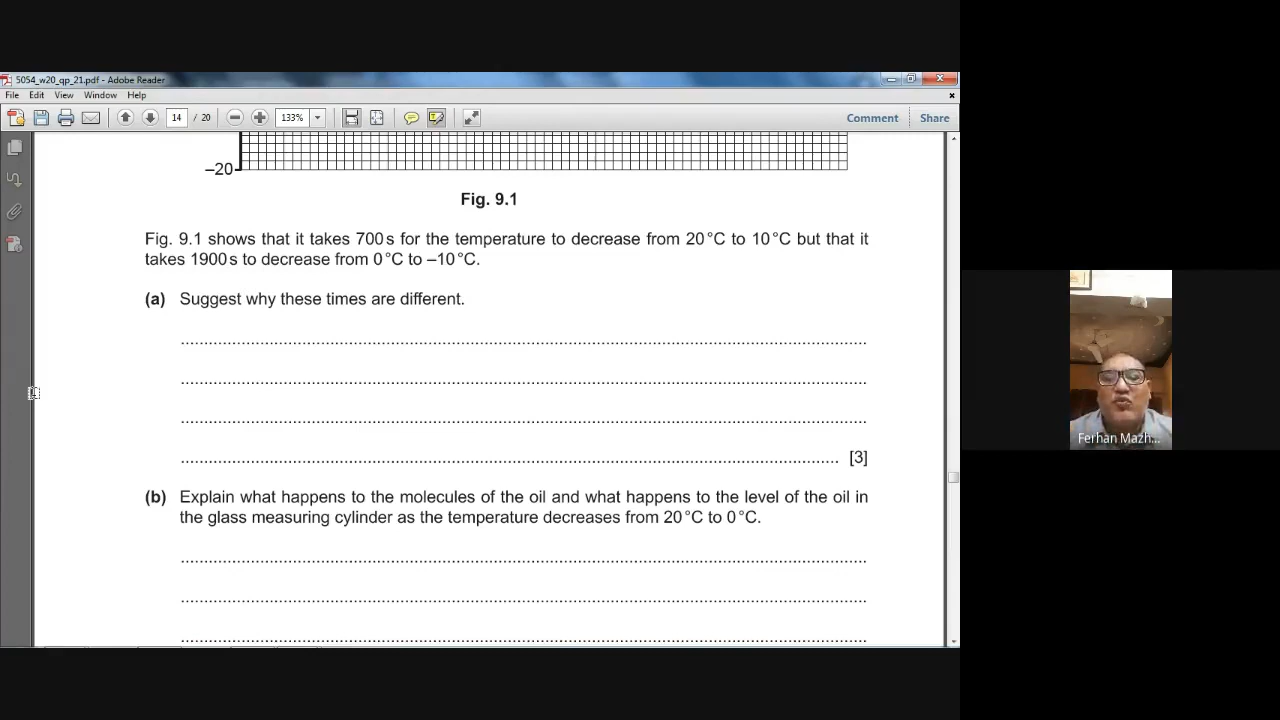 5054_w20_qp_21.pdf - Adobe Reader
File Edit View Window Help
14 / 20 133% Comment Share
–20
Fig. 9.1
Fig. 9.1 shows that it takes 700 s for the temperature to decrease from 20 °C to 10 °C but that it
takes 1900 s to decrease from 0 °C to –10 °C.
(a) Suggest why these times are different.
[3]
(b) Explain what happens to the molecules of the oil and what happens to the level of the oil in
the glass measuring cylinder as the temperature decreases from 20 °C to 0 °C.
Ferhan Mazh...